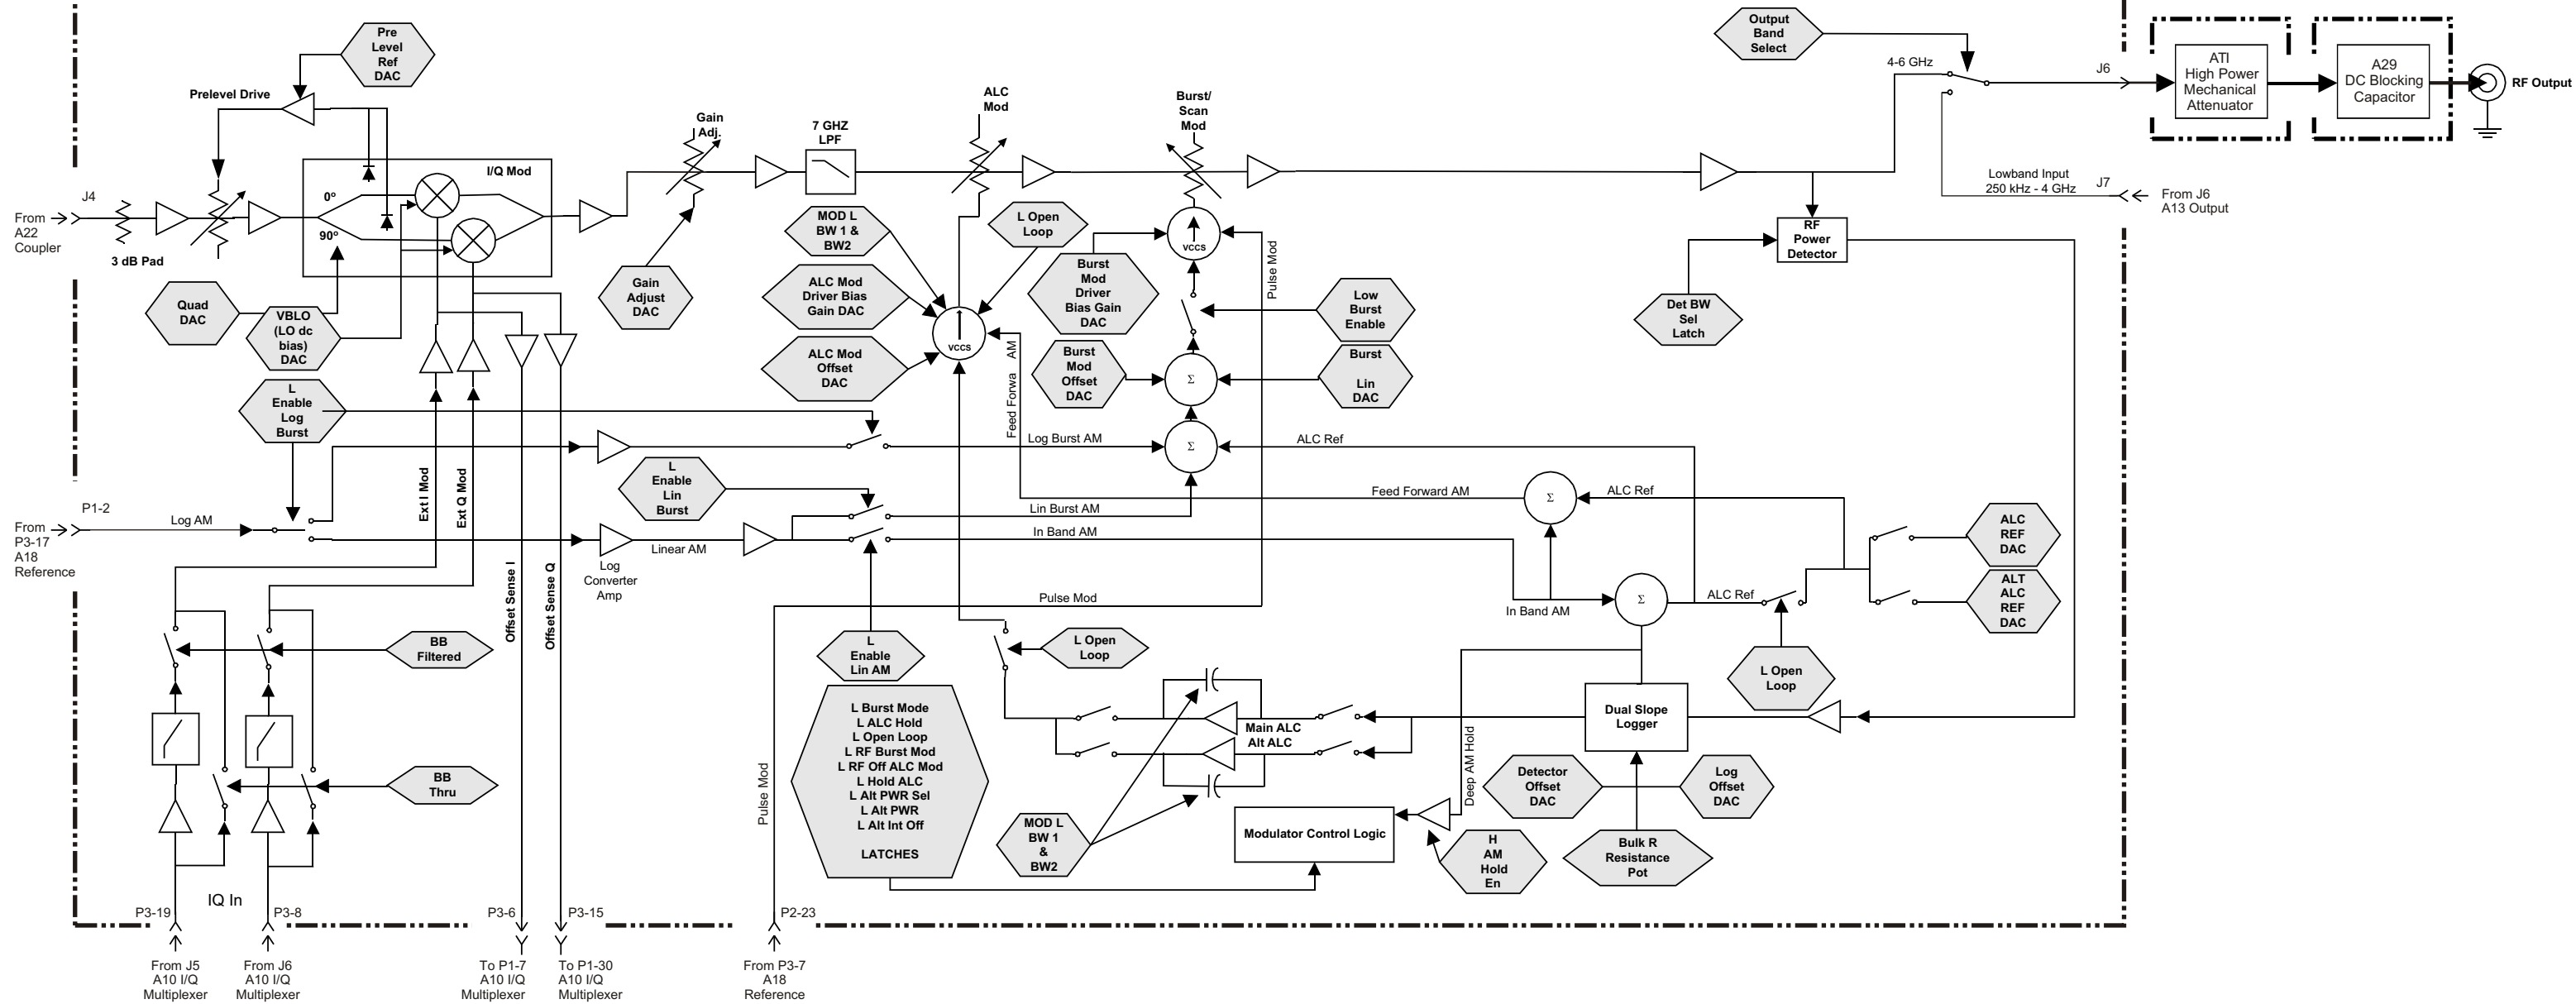 Pre
Level
Ref
DAC
Prelevel Drive
Output
Band
Select
4-6 GHz
J6
ATI
High Power
Mechanical
Attenuator
A29
DC Blocking
Capacitor
RF Output
Gain
Adj.
7 GHZ
LPF
ALC
Mod
Burst/
Scan
Mod
I/Q Mod
0º
90º
J4
From
A22
Coupler
3 dB Pad
Lowband Input
250 kHz - 4 GHz
J7
From J6
A13 Output
MOD L
BW 1 &
BW2
L Open
Loop
VCCS
Pulse Mod
RF
Power
Detector
Quad
DAC
VBLO
(LO dc
bias)
DAC
Gain
Adjust
DAC
ALC Mod
Driver Bias
Gain DAC
Burst
Mod
Driver
Bias Gain
DAC
Low
Burst
Enable
Det BW
Sel
Latch
VCCS
ALC Mod
Offset
DAC
Feed Forwa AM
Burst
Mod
Offset
DAC
Σ
Burst
Lin
DAC
L
Enable
Log
Burst
Log Burst AM
Σ
ALC Ref
L
Enable
Lin
Burst
Ext I Mod
Ext Q Mod
Feed Forward AM
Σ
ALC Ref
P1-2
From
P3-17
A18
Reference
Log AM
Lin Burst AM
In Band AM
Linear AM
Log
Converter
Amp
ALC
REF
DAC
ALT
ALC
REF
DAC
Offset Sense I
Offset Sense Q
Pulse Mod
In Band AM
Σ
ALC Ref
BB
Filtered
L
Enable
Lin AM
L Open
Loop
L Open
Loop
L Burst Mode
L ALC Hold
L Open Loop
L RF Burst Mod
L RF Off ALC Mod
L Hold ALC
L Alt PWR Sel
L Alt PWR
L Alt Int Off
LATCHES
Main ALC
Alt ALC
Dual Slope
Logger
BB
Thru
Pulse Mod
Deep AM Hold
Detector
Offset
DAC
Log
Offset
DAC
MOD L
BW 1
&
BW2
Modulator Control Logic
H
AM
Hold
En
Bulk R
Resistance
Pot
IQ In
P3-19
P3-8
P3-6
P3-15
P2-23
From J5
A10 I/Q
Multiplexer
From J6
A10 I/Q
Multiplexer
To P1-7
A10 I/Q
Multiplexer
To P1-30
A10 I/Q
Multiplexer
From P3-7
A18
Reference